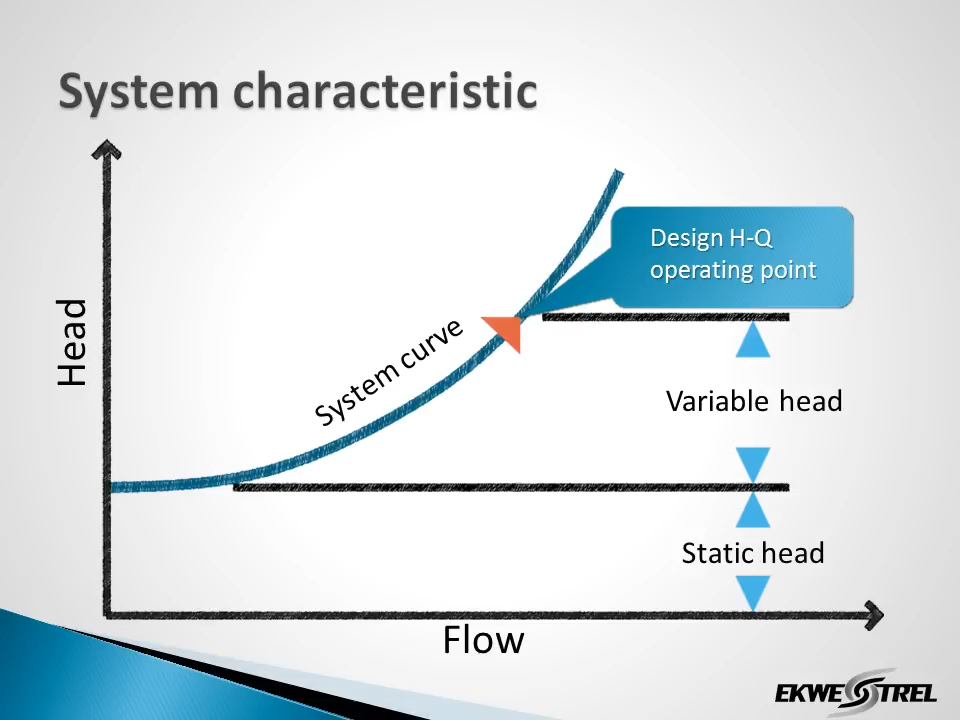 System characteristic
Design H-Q
operating point
Head
System curve
Variable head
Static head
Flow
EKWESTREL